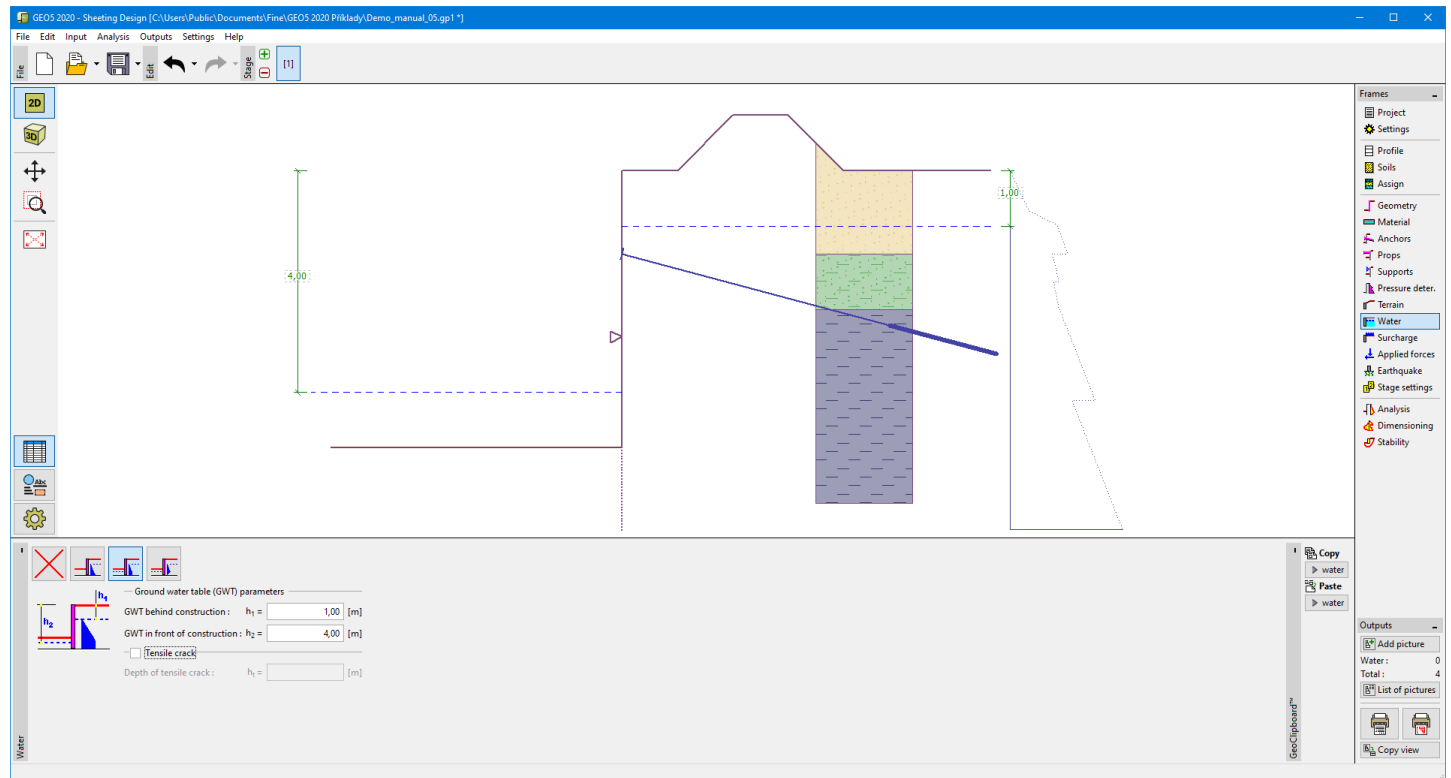 GEO5 2020 - Sheeting Design [C:\Users\Public\Documents\Fine\GEO5 2020 Příklady\Demo_manual_05.gp1 *]
File Edit Input Analysis Outputs Settings Help
File
Edit
Stage
[1]
2D
3D
Abc
1,00
4,00
Frames
Project
Settings
Profile
Soils
Assign
Geometry
Material
Anchors
Props
Supports
Pressure deter.
Terrain
Water
Surcharge
Applied forces
Earthquake
Stage settings
Analysis
Dimensioning
Stability
Water
h1
h2
Ground water table (GWT) parameters
GWT behind construction : h1 = 1,00 [m]
GWT in front of construction : h2 = 4,00 [m]
Tensile crack
Depth of tensile crack : ht = [m]
GeoClipboard™
Copy
water
Paste
water
Outputs
Add picture
Water : 0
Total : 4
List of pictures
Copy view